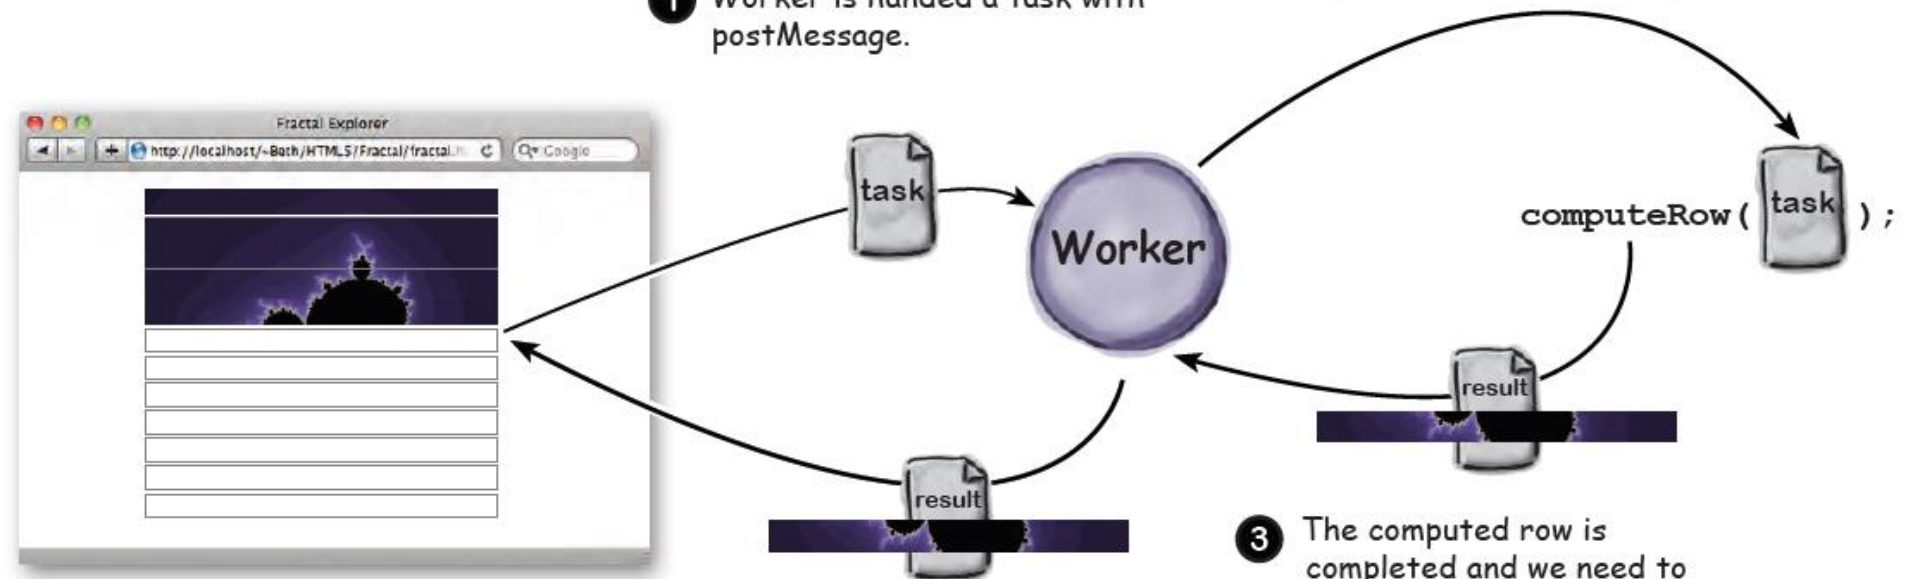 1 Worker is handed a task with
postMessage.
Fractal Explorer
http://localhost/~Beth/HTML5/Fractal/fractal.
Google
task
Worker
computeRow( task );
result
result
3 The computed row is
completed and we need to